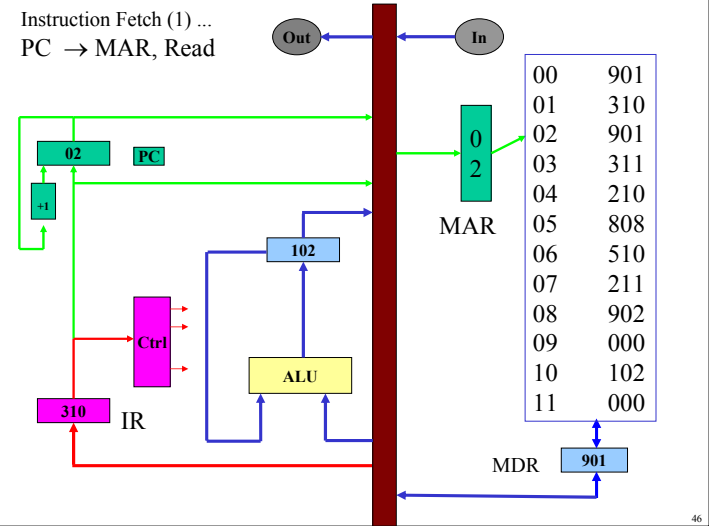 Instruction Fetch (1) ...
PC → MAR, Read
Out
In
02
PC
+1
102
Ctrl
ALU
310
IR
0
2
MAR
00 901
01 310
02 901
03 311
04 210
05 808
06 510
07 211
08 902
09 000
10 102
11 000
MDR
901
46